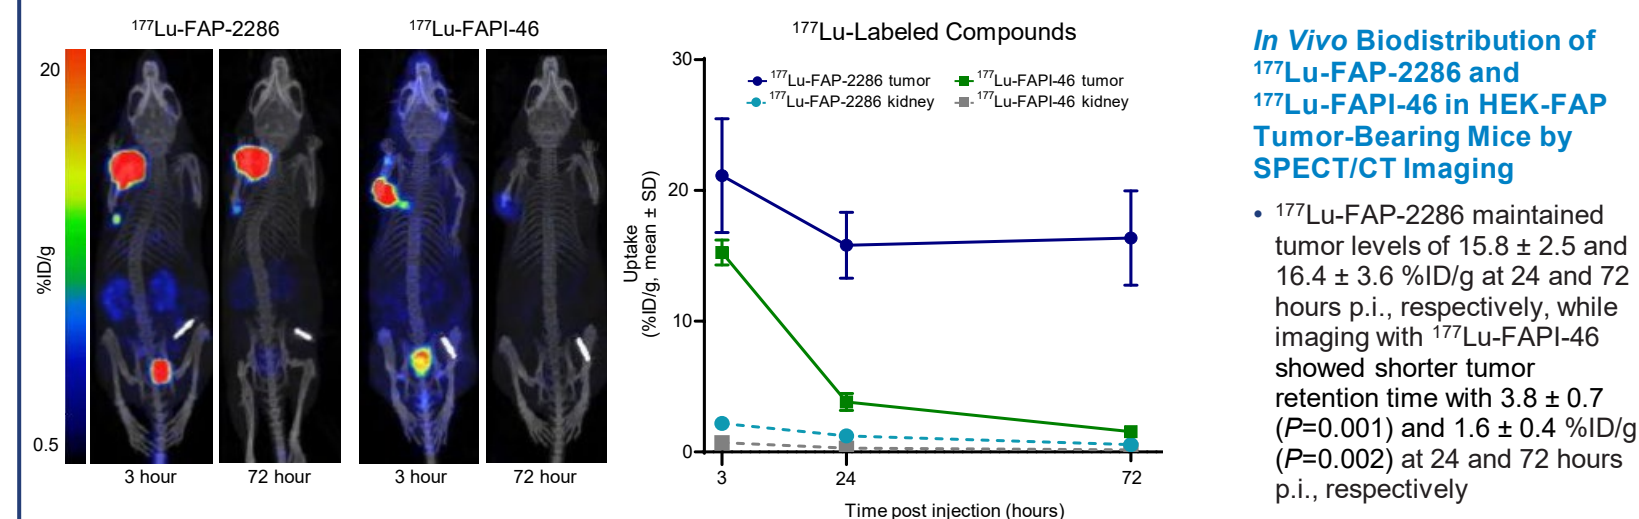 ¹⁷⁷Lu-FAP-2286
¹⁷⁷Lu-FAPI-46
20
%ID/g
0.5
3 hour
72 hour
3 hour
72 hour
¹⁷⁷Lu-Labeled Compounds
¹⁷⁷Lu-FAP-2286 tumor
¹⁷⁷Lu-FAPI-46 tumor
¹⁷⁷Lu-FAP-2286 kidney
¹⁷⁷Lu-FAPI-46 kidney
Uptake
(%ID/g, mean ± SD)
30
20
10
0
3
24
72
Time post injection (hours)
In Vivo Biodistribution of
¹⁷⁷Lu-FAP-2286 and
¹⁷⁷Lu-FAPI-46 in HEK-FAP
Tumor-Bearing Mice by
SPECT/CT Imaging
• ¹⁷⁷Lu-FAP-2286 maintained
tumor levels of 15.8 ± 2.5 and
16.4 ± 3.6 %ID/g at 24 and 72
hours p.i., respectively, while
imaging with ¹⁷⁷Lu-FAPI-46
showed shorter tumor
retention time with 3.8 ± 0.7
(P=0.001) and 1.6 ± 0.4 %ID/g
(P=0.002) at 24 and 72 hours
p.i., respectively